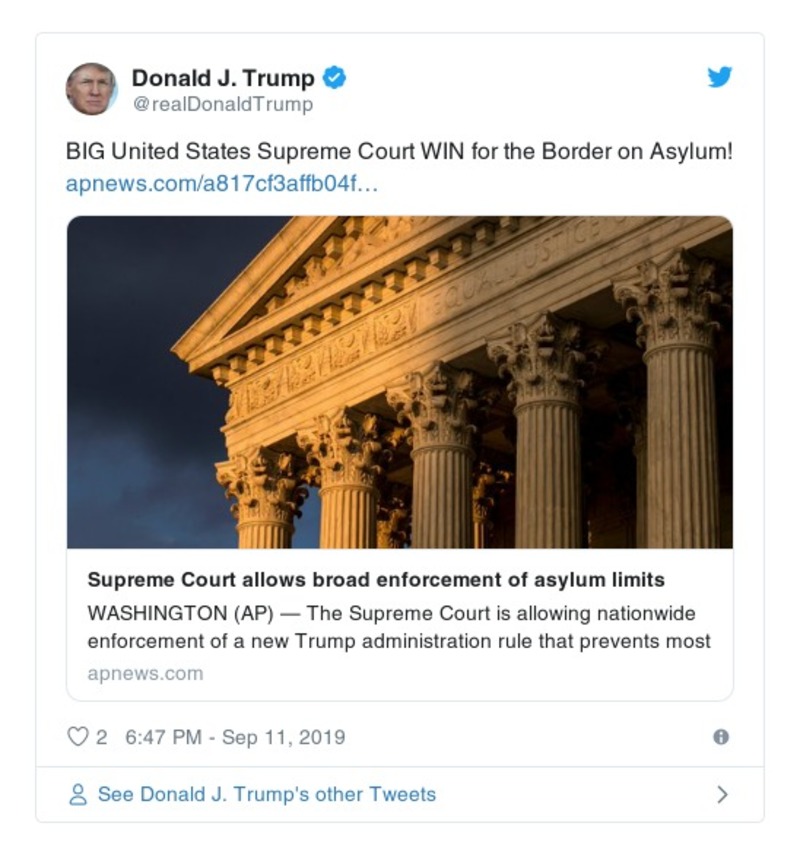 Donald J. Trump
@realDonaldTrump
BIG United States Supreme Court WIN for the Border on Asylum!
apnews.com/a817cf3affb04f…
EQUAL JUSTICE
Supreme Court allows broad enforcement of asylum limits
WASHINGTON (AP) — The Supreme Court is allowing nationwide
enforcement of a new Trump administration rule that prevents most
apnews.com
2 6:47 PM - Sep 11, 2019
See Donald J. Trump's other Tweets